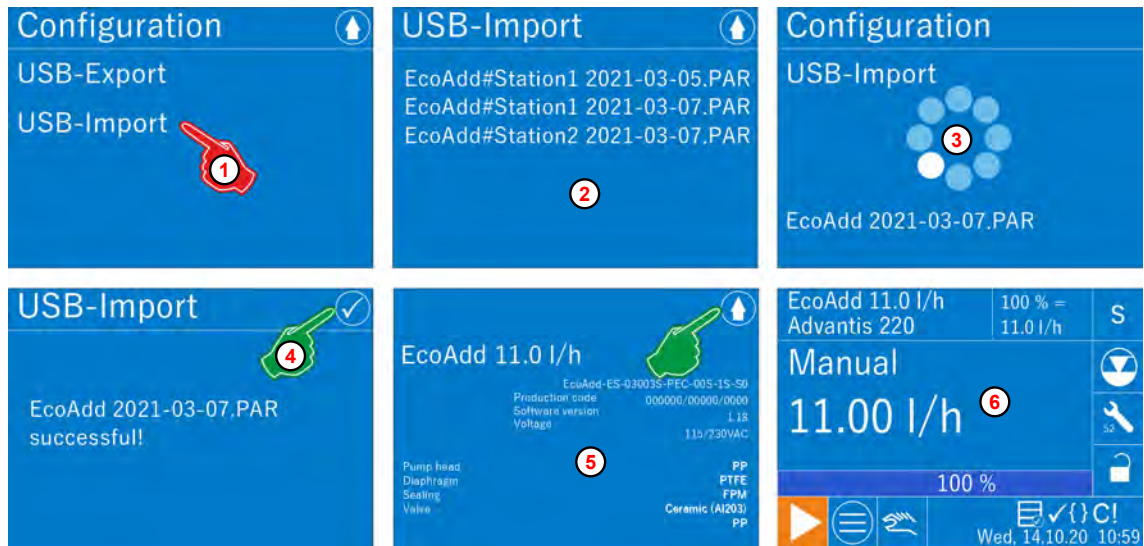 Configuration
USB-Export
USB-Import
1
USB-Import
EcoAdd#Station1 2021-03-05.PAR
EcoAdd#Station1 2021-03-07.PAR
EcoAdd#Station2 2021-03-07.PAR
2
Configuration
USB-Import
3
EcoAdd 2021-03-07.PAR
USB-Import
4
EcoAdd 2021-03-07.PAR
successful!
EcoAdd 11.0 l/h
EcoAdd-ES-03003S-PEC-00S-1S-S0
Production code 000000/00000/0000
Software version 1.18
Voltage 115/230VAC
5
Pump head PP
Diaphragm PTFE
Sealing FPM
Valve Ceramic (Al203)
PP
EcoAdd 11.0 l/h 100 % =
Advantis 220 11.0 l/h
S
Manual
11.00 l/h
6
52
100 %
{} C!
Wed, 14.10.20 10:59